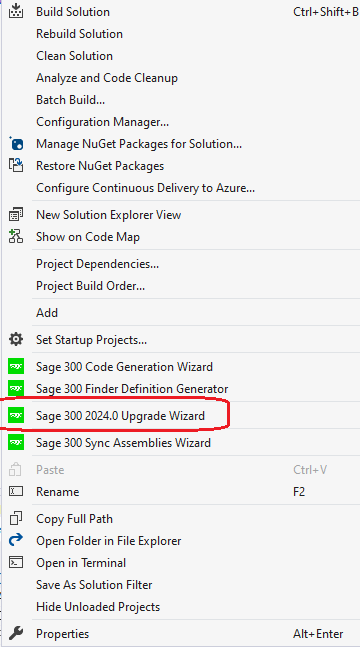 Build Solution Ctrl+Shift+B
Rebuild Solution
Clean Solution
Analyze and Code Cleanup
Batch Build...
Configuration Manager...
Manage NuGet Packages for Solution...
Restore NuGet Packages
Configure Continuous Delivery to Azure...
New Solution Explorer View
Show on Code Map
Project Dependencies...
Project Build Order...
Add
Set Startup Projects...
Sage 300 Code Generation Wizard
Sage 300 Finder Definition Generator
Sage 300 2024.0 Upgrade Wizard
Sage 300 Sync Assemblies Wizard
Paste Ctrl+V
Rename F2
Copy Full Path
Open Folder in File Explorer
Open in Terminal
Save As Solution Filter
Hide Unloaded Projects
Properties Alt+Enter